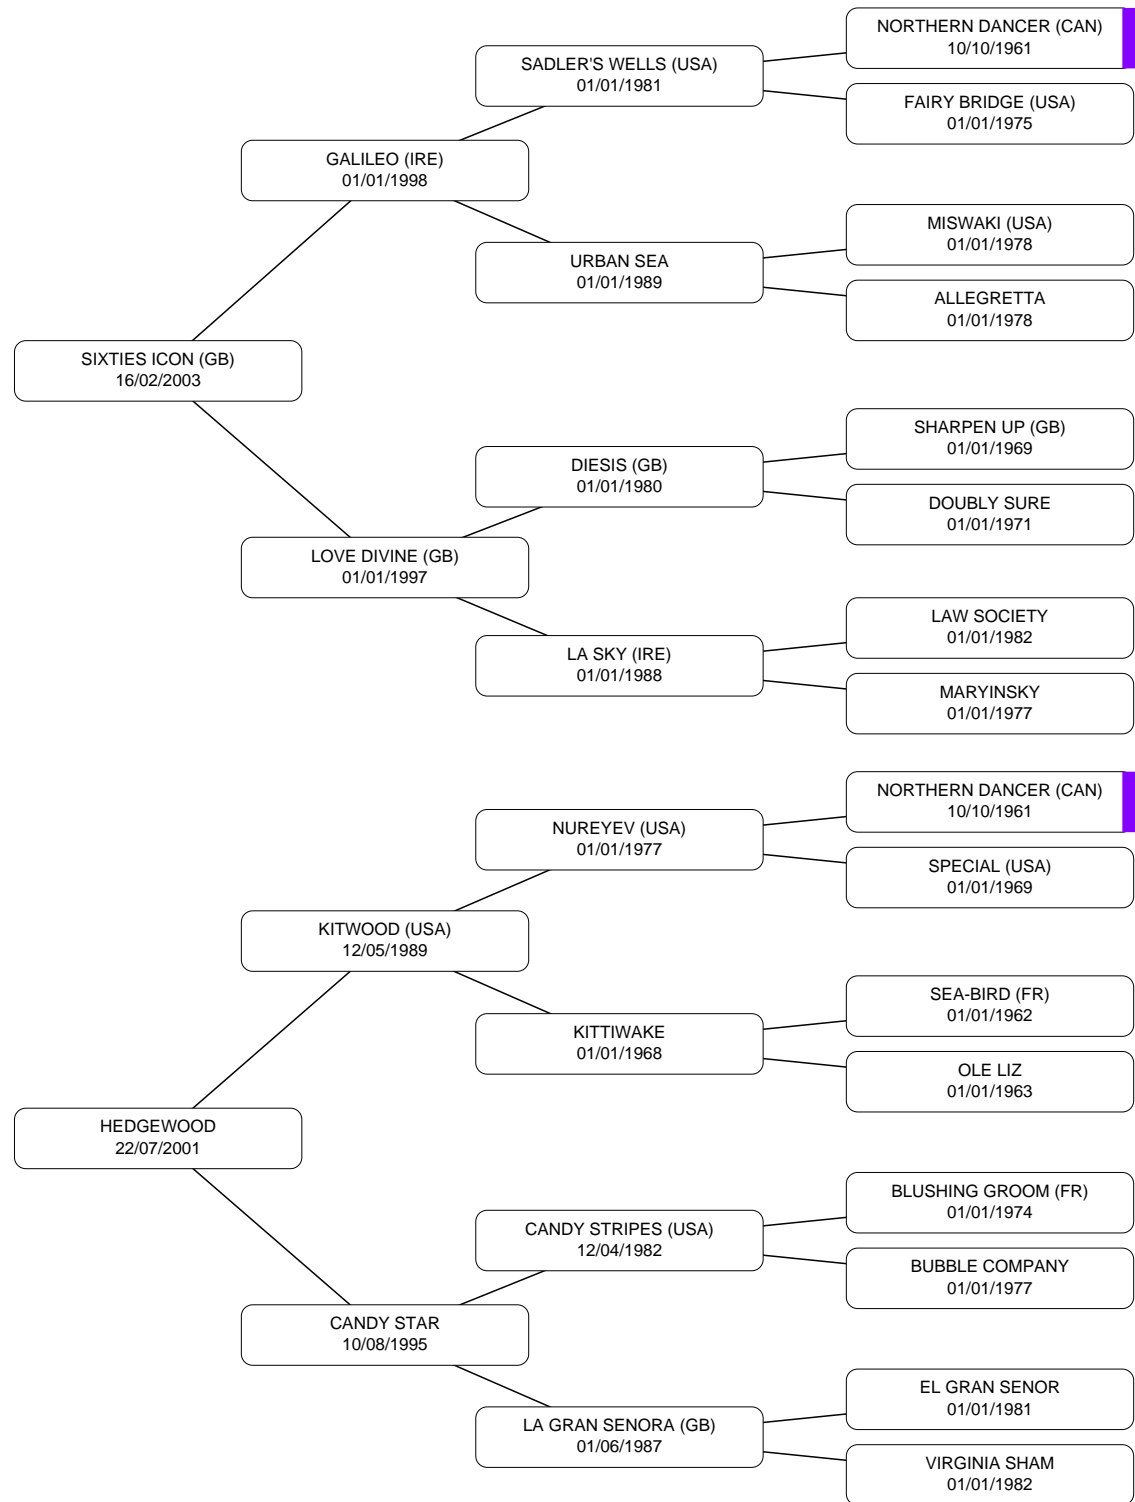 NORTHERN DANCER (CAN)
10/10/1961
SADLER'S WELLS (USA)
01/01/1981
FAIRY BRIDGE (USA)
01/01/1975
GALILEO (IRE)
01/01/1998
MISWAKI (USA)
01/01/1978
URBAN SEA
01/01/1989
ALLEGRETTA
01/01/1978
SIXTIES ICON (GB)
16/02/2003
SHARPEN UP (GB)
01/01/1969
DIESIS (GB)
01/01/1980
DOUBLY SURE
01/01/1971
LOVE DIVINE (GB)
01/01/1997
LAW SOCIETY
01/01/1982
LA SKY (IRE)
01/01/1988
MARYINSKY
01/01/1977
NORTHERN DANCER (CAN)
10/10/1961
NUREYEV (USA)
01/01/1977
SPECIAL (USA)
01/01/1969
KITWOOD (USA)
12/05/1989
SEA-BIRD (FR)
01/01/1962
KITTIWAKE
01/01/1968
OLE LIZ
01/01/1963
HEDGEWOOD
22/07/2001
BLUSHING GROOM (FR)
01/01/1974
CANDY STRIPES (USA)
12/04/1982
BUBBLE COMPANY
01/01/1977
CANDY STAR
10/08/1995
EL GRAN SENOR
01/01/1981
LA GRAN SENORA (GB)
01/06/1987
VIRGINIA SHAM
01/01/1982